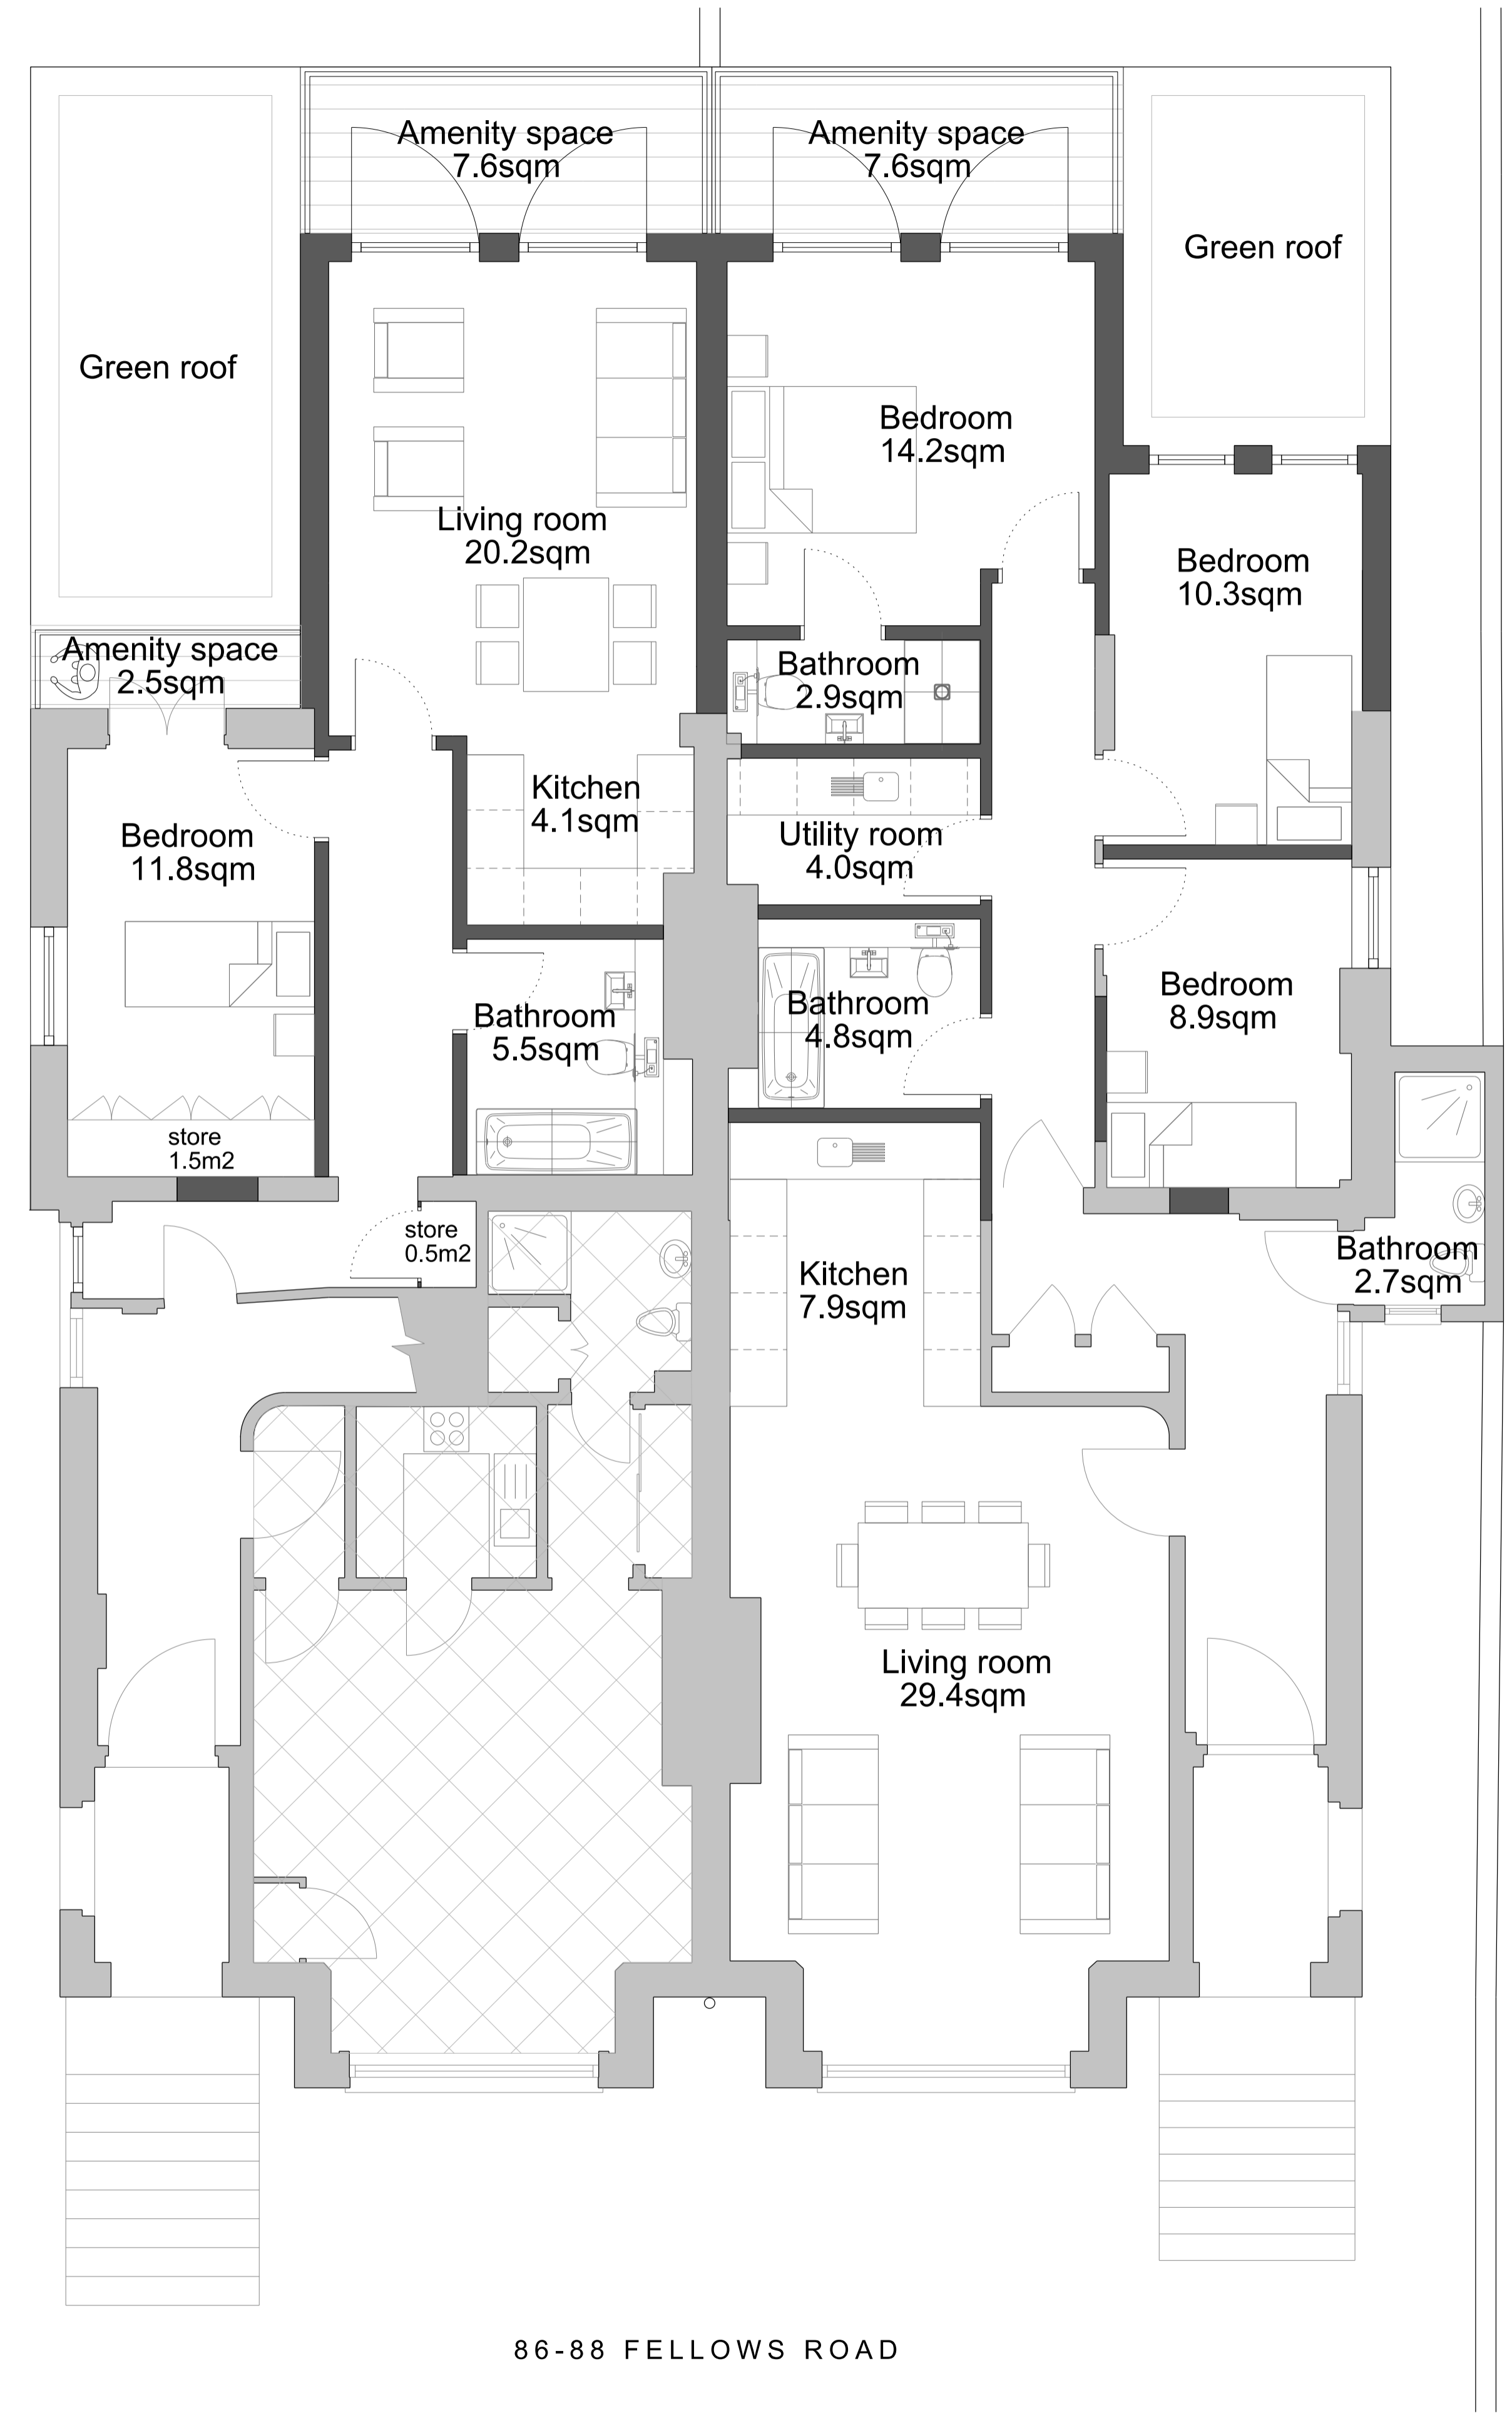 Amenity space
7.6sqm
Amenity space
7.6sqm
Green roof
Green roof
Bedroom
14.2sqm
Living room
20.2sqm
Bedroom
10.3sqm
Amenity space
2.5sqm
Bathroom
2.9sqm
Kitchen
4.1sqm
Bedroom
11.8sqm
Utility room
4.0sqm
Bedroom
8.9sqm
Bathroom
5.5sqm
Bathroom
4.8sqm
store
1.5m2
store
0.5m2
Bathroom
2.7sqm
Kitchen
7.9sqm
Living room
29.4sqm
86-88 FELLOWS ROAD